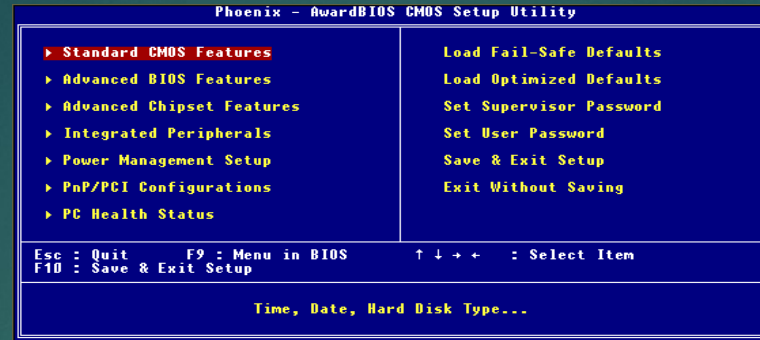 Phoenix - AwardBIOS CMOS Setup Utility
▸ Standard CMOS Features
▸ Advanced BIOS Features
▸ Advanced Chipset Features
▸ Integrated Peripherals
▸ Power Management Setup
▸ PnP/PCI Configurations
▸ PC Health Status
Load Fail-Safe Defaults
Load Optimized Defaults
Set Supervisor Password
Set User Password
Save & Exit Setup
Exit Without Saving
Esc : Quit F9 : Menu in BIOS ↑ ↓ → ← : Select Item
F10 : Save & Exit Setup
Time, Date, Hard Disk Type...